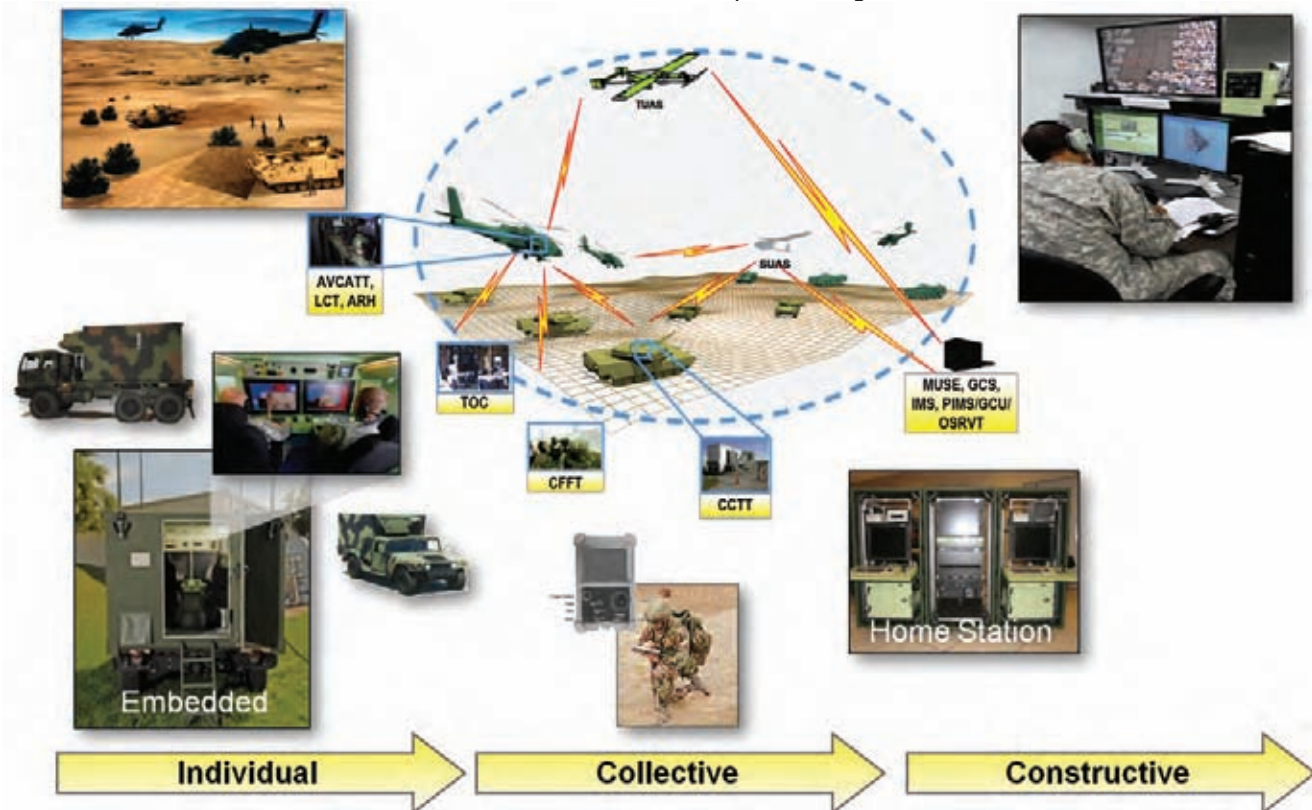 TUAS
SUAS
AVCATT,
LCT, ARH
TOC
CFFT
CCTT
MUSE, GCS,
IMS, PIMS/GCU/
OSRVT
Embedded
Home Station
Individual
Collective
Constructive